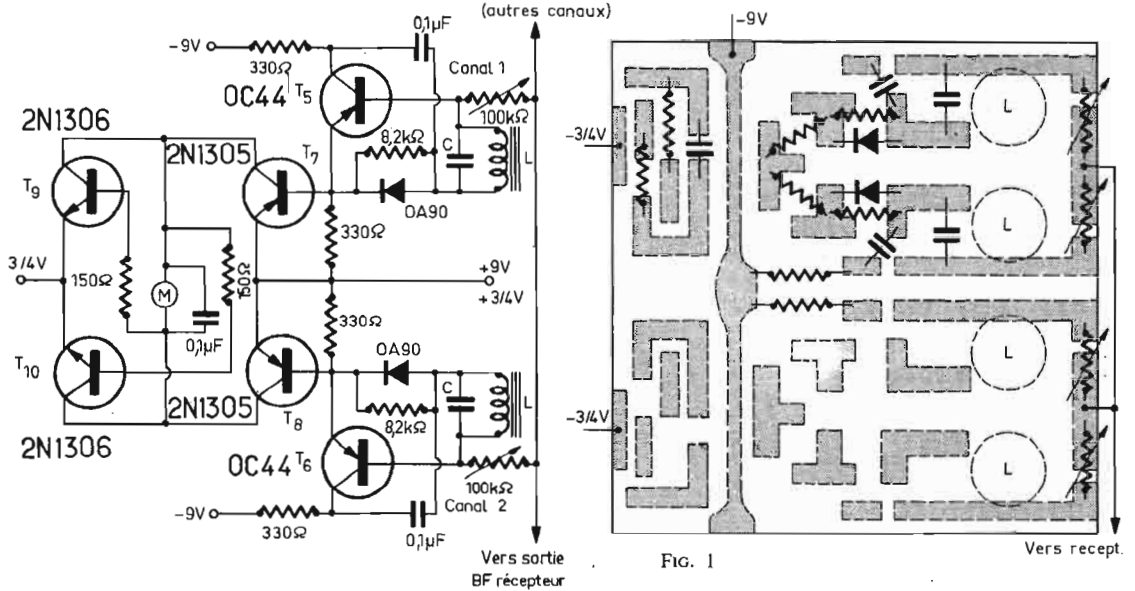 (autres canaux)
0,1µF
-9V
330Ω
Canal 1
OC44 T5
100kΩ
2N1306
2N1305
T7
8,2kΩ
C
L
T9
OA90
330Ω
3/4V
150Ω
M
150Ω
0,1µF
+9V
+3/4V
330Ω
T10
OA90
C
L
2N1305
T8
8,2kΩ
2N1306
OC44 T6
100kΩ
Canal 2
-9V
330Ω
0,1µF
Vers sortie
BF récepteur
-9V
L
-3/4V
L
L
-3/4V
L
Vers recept.
FIG. 1